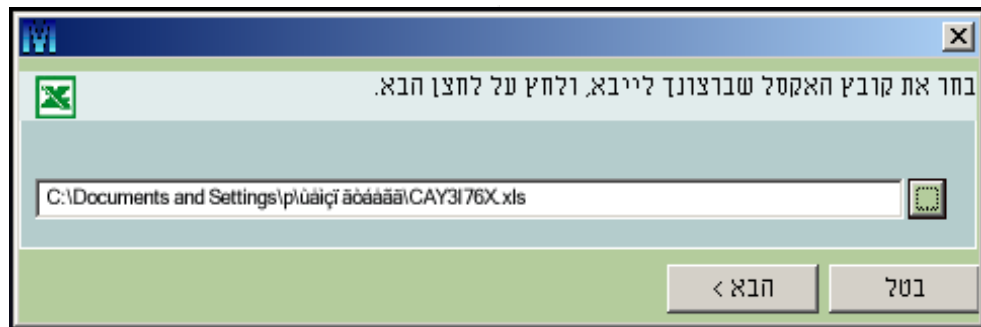 בחר את קובץ האקסל שברצונך לייבא, ולחץ על לחצן הבא.
C:\Documents and Settings\p\ùåìçï äòáåãä\CAY3I76X.xls
הבא >
בטל